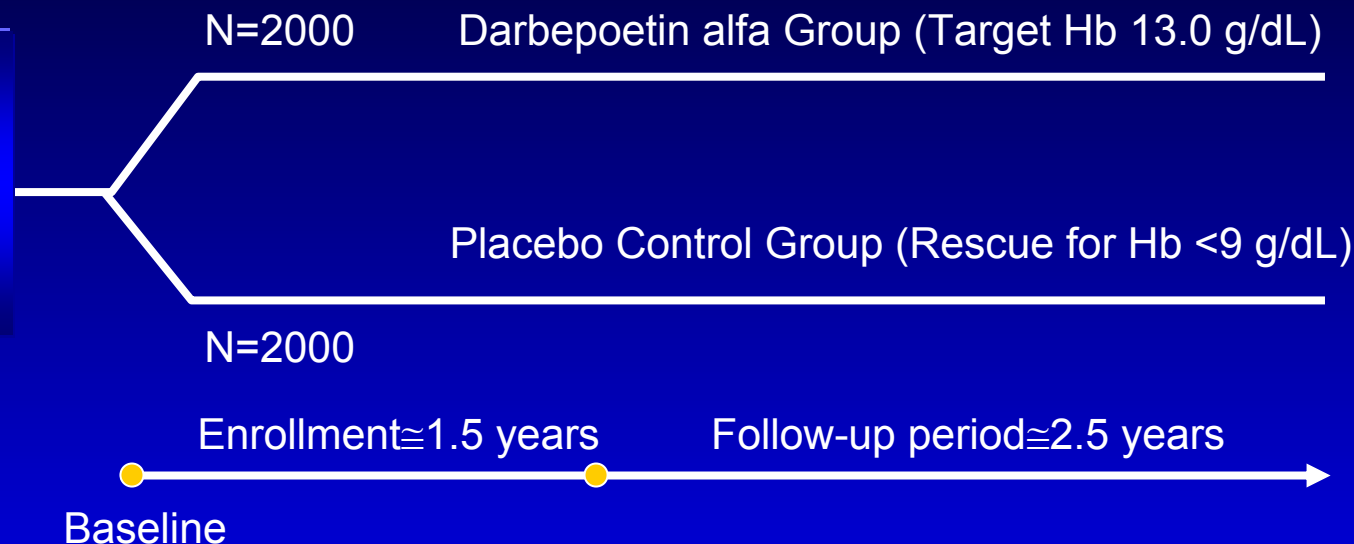 N=2000 Darbepoetin alfa Group (Target Hb 13.0 g/dL)
Placebo Control Group (Rescue for Hb <9 g/dL)
N=2000
Enrollment≅1.5 years Follow-up period≅2.5 years
Baseline